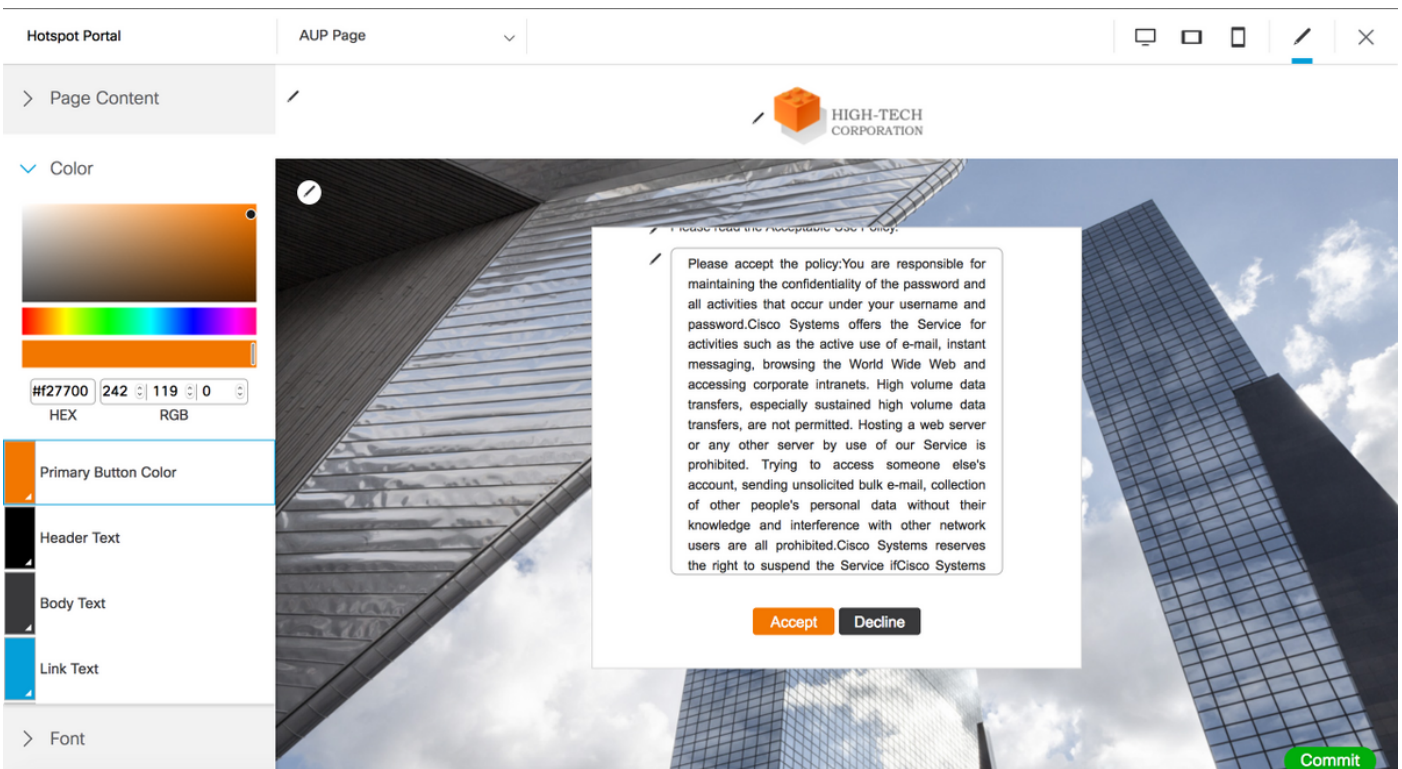 Hotspot Portal
AUP Page
Page Content
Color
#f27700 242 119 0
HEX RGB
Primary Button Color
Header Text
Body Text
Link Text
Font
HIGH-TECH
CORPORATION
Please read the Acceptable Use Policy.
Please accept the policy:You are responsible for
maintaining the confidentiality of the password and
all activities that occur under your username and
password.Cisco Systems offers the Service for
activities such as the active use of e-mail, instant
messaging, browsing the World Wide Web and
accessing corporate intranets. High volume data
transfers, especially sustained high volume data
transfers, are not permitted. Hosting a web server
or any other server by use of our Service is
prohibited. Trying to access someone else's
account, sending unsolicited bulk e-mail, collection
of other people's personal data without their
knowledge and interference with other network
users are all prohibited.Cisco Systems reserves
the right to suspend the Service ifCisco Systems
Accept Decline
Commit